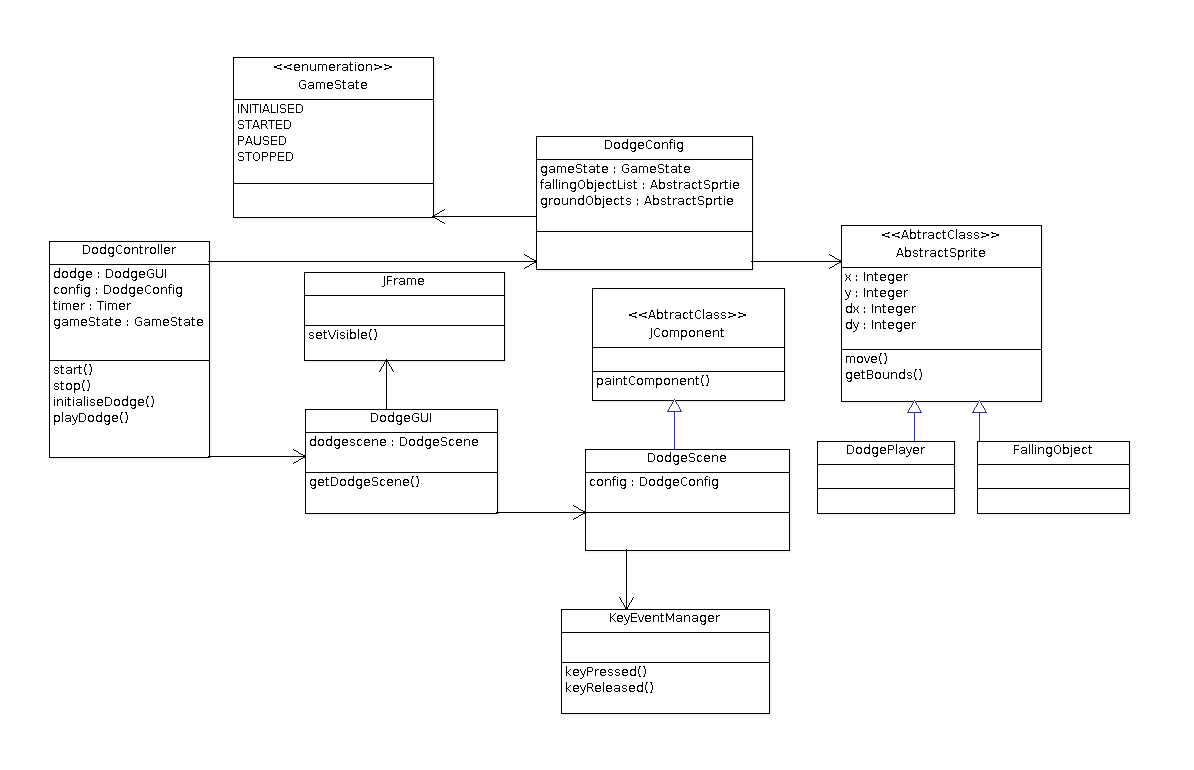 <<enumeration>>
GameState
INITIALISED
STARTED
PAUSED
STOPPED
DodgeConfig
gameState : GameState
fallingObjectList : AbstractSprtie
groundObjects : AbstractSprtie
DodgController
dodge : DodgeGUI
config : DodgeConfig
timer : Timer
gameState : GameState
start()
stop()
initialiseDodge()
playDodge()
JFrame
setVisible()
<<AbtractClass>>
JComponent
paintComponent()
<<AbtractClass>>
AbstractSprite
x : Integer
y : Integer
dx : Integer
dy : Integer
move()
getBounds()
DodgeGUI
dodgescene : DodgeScene
getDodgeScene()
DodgeScene
config : DodgeConfig
DodgePlayer
FallingObject
KeyEventManager
keyPressed()
keyReleased()